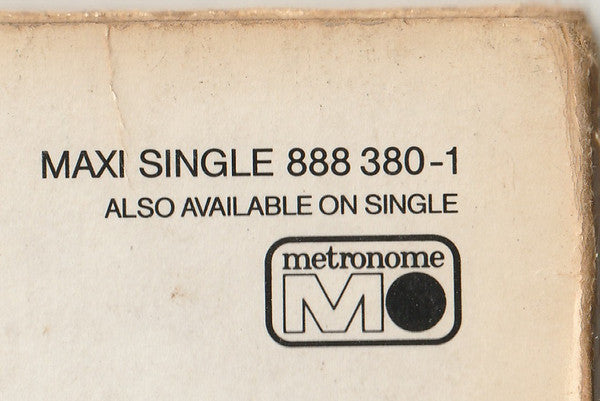 MAXI SINGLE 888 380-1
ALSO AVAILABLE ON SINGLE
metronome
M